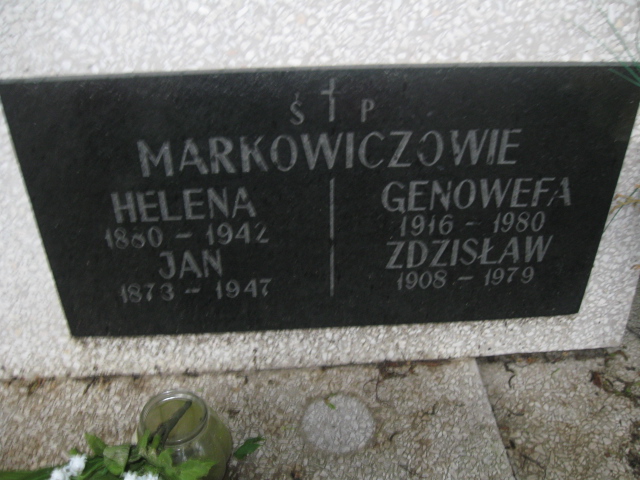 Ś P
MARKOWICZOWIE
HELENA
1880 - 1942
JAN
1873 - 1947
GENOWEFA
1916 - 1980
ZDZISŁAW
1908 - 1979